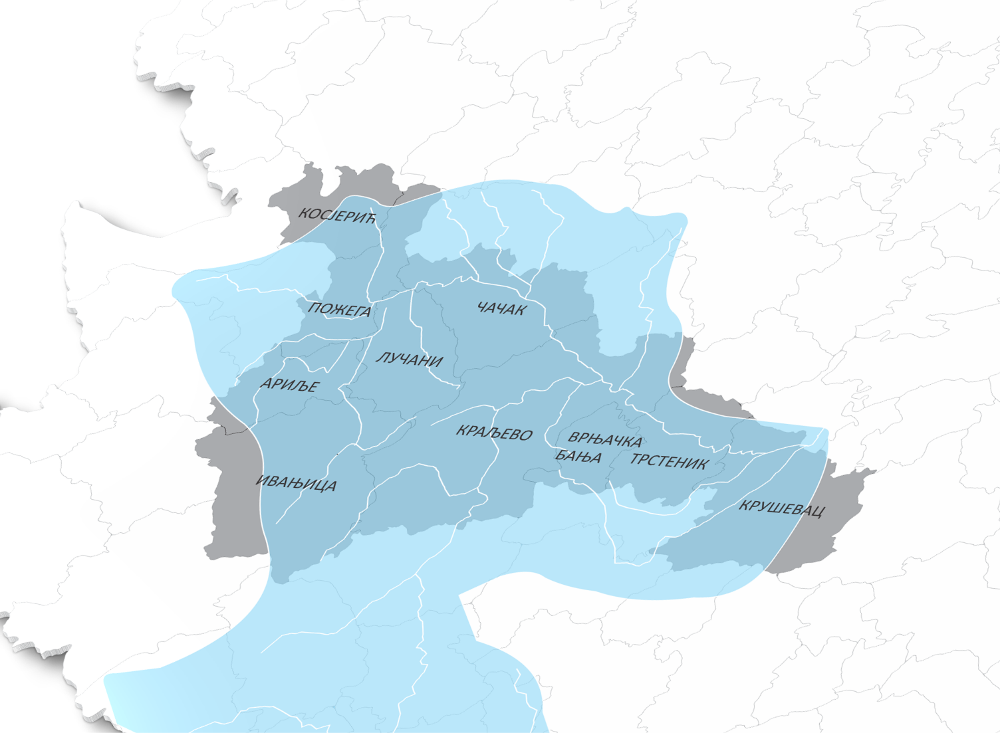 КОСЈЕРИЋ
ПОЖЕГА
ЧАЧАК
ЛУЧАНИ
АРИЉЕ
КРАЉЕВО
ВРЊАЧКА
БАЊА
ТРСТЕНИК
ИВАЊИЦА
КРУШЕВАЦ